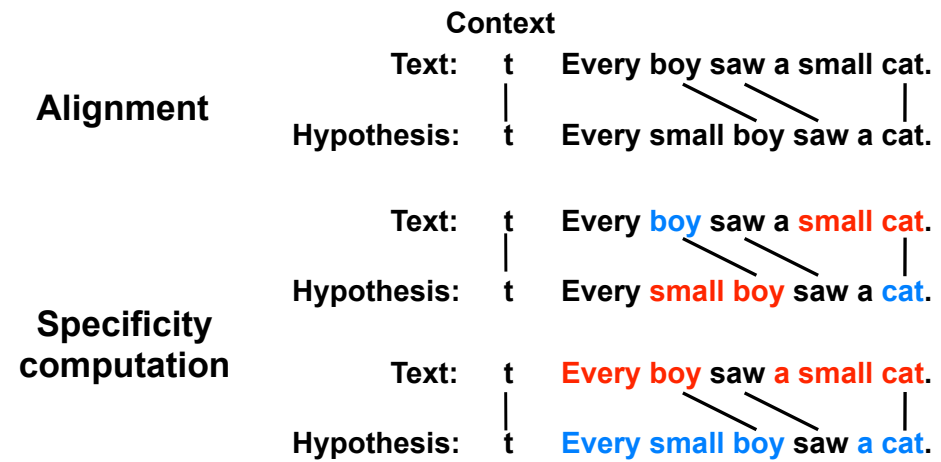 Context
Alignment
Text: t Every boy saw a small cat.
Hypothesis: t Every small boy saw a cat.
Specificity
computation
Text: t Every boy saw a small cat.
Hypothesis: t Every small boy saw a cat.
Text: t Every boy saw a small cat.
Hypothesis: t Every small boy saw a cat.